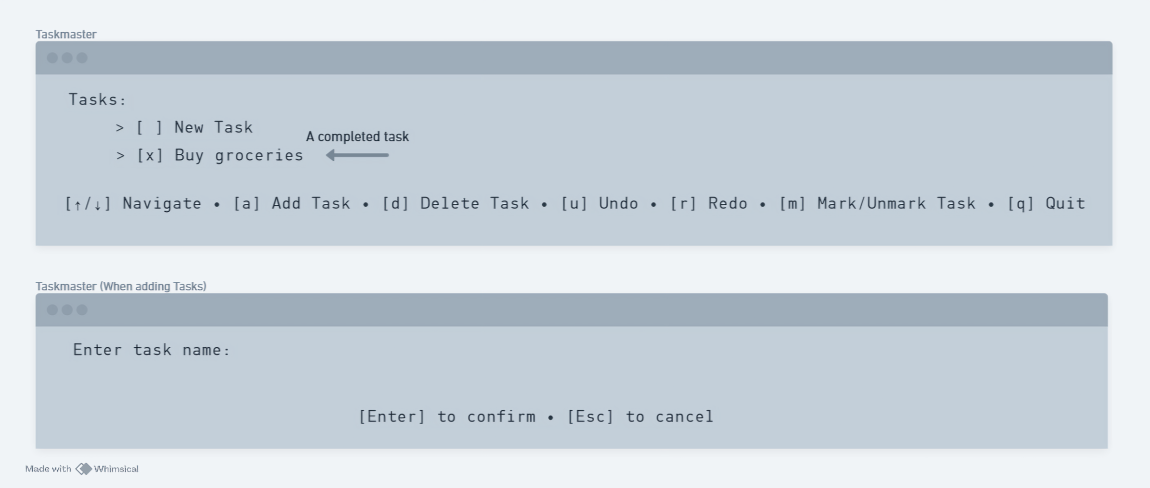 Taskmaster
Tasks:
> [ ] New Task
A completed task
> [x] Buy groceries
[↑/↓] Navigate • [a] Add Task • [d] Delete Task • [u] Undo • [r] Redo • [m] Mark/Unmark Task • [q] Quit
Taskmaster (When adding Tasks)
Enter task name:
[Enter] to confirm • [Esc] to cancel
Made with Whimsical